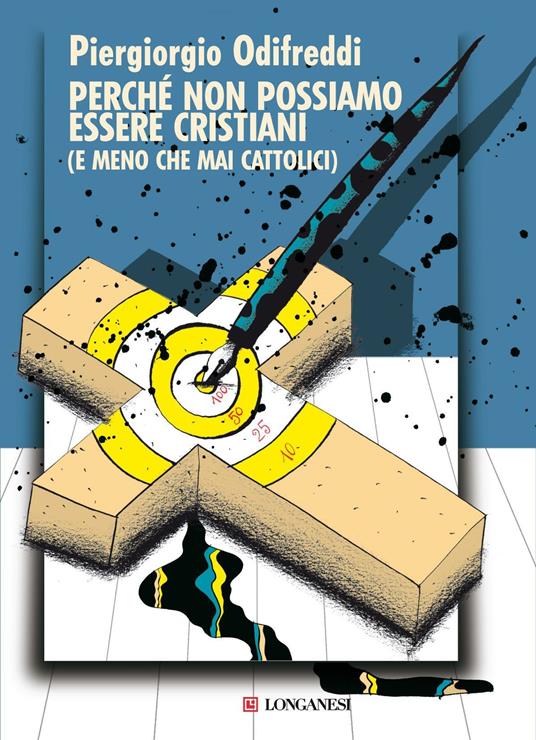 Piergiorgio Odifreddi
PERCHÉ NON POSSIAMO
ESSERE CRISTIANI
(E MENO CHE MAI CATTOLICI)
100
50
25
10
LONGANESI